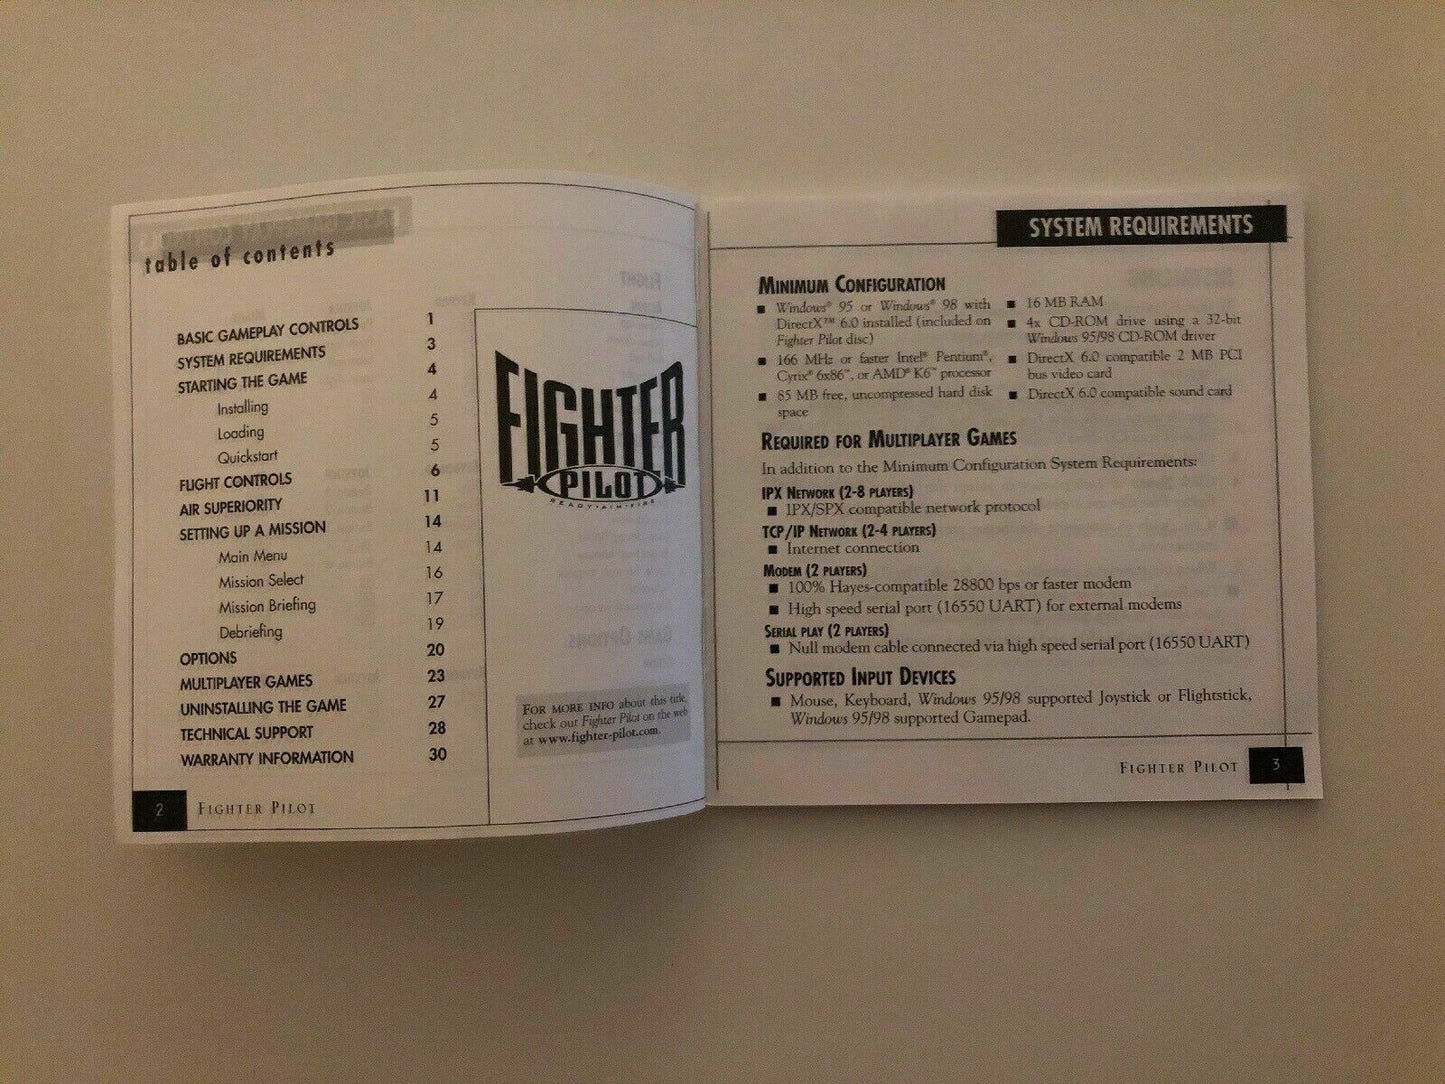 table of contents
BASIC GAMEPLAY CONTROLS 1
SYSTEM REQUIREMENTS 3
STARTING THE GAME 4
Installing 4
Loading 5
Quickstart 5
FLIGHT CONTROLS 6
AIR SUPERIORITY 11
SETTING UP A MISSION 14
Main Menu 14
Mission Select 16
Mission Briefing 17
Debriefing 19
OPTIONS 20
MULTIPLAYER GAMES 23
UNINSTALLING THE GAME 27
TECHNICAL SUPPORT 28
WARRANTY INFORMATION 30
FIGHTER
PILOT
READY•AIM•FIRE
FOR MORE INFO about this title,
check out Fighter Pilot on the web
at www.fighter-pilot.com.
2 FIGHTER PILOT
SYSTEM REQUIREMENTS
MINIMUM CONFIGURATION
■ Windows® 95 or Windows® 98 with
DirectX™ 6.0 installed (included on
Fighter Pilot disc)
■ 166 MHz or faster Intel® Pentium®,
Cyrix® 6x86™, or AMD® K6™ processor
■ 85 MB free, uncompressed hard disk
space
■ 16 MB RAM
■ 4x CD-ROM drive using a 32-bit
Windows 95/98 CD-ROM driver
■ DirectX 6.0 compatible 2 MB PCI
bus video card
■ DirectX 6.0 compatible sound card
REQUIRED FOR MULTIPLAYER GAMES
In addition to the Minimum Configuration System Requirements:
IPX NETWORK (2-8 PLAYERS)
■ IPX/SPX compatible network protocol
TCP/IP NETWORK (2-4 PLAYERS)
■ Internet connection
MODEM (2 PLAYERS)
■ 100% Hayes-compatible 28800 bps or faster modem
■ High speed serial port (16550 UART) for external modems
SERIAL PLAY (2 PLAYERS)
■ Null modem cable connected via high speed serial port (16550 UART)
SUPPORTED INPUT DEVICES
■ Mouse, Keyboard, Windows 95/98 supported Joystick or Flightstick,
Windows 95/98 supported Gamepad.
FIGHTER PILOT 3